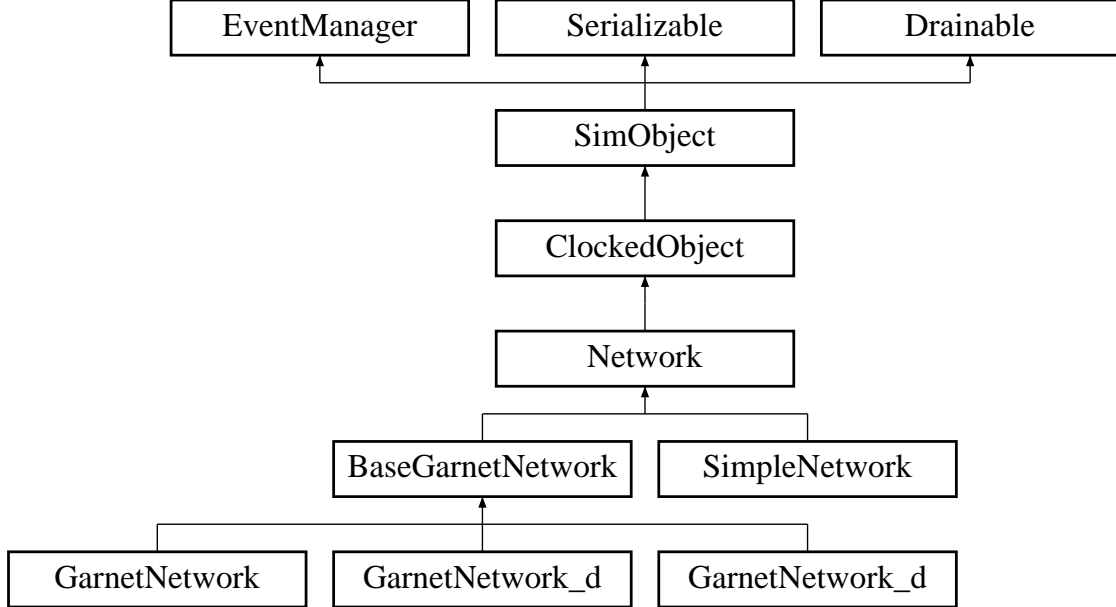 EventManager
Serializable
Drainable
SimObject
ClockedObject
Network
BaseGarnetNetwork
SimpleNetwork
GarnetNetwork
GarnetNetwork_d
GarnetNetwork_d